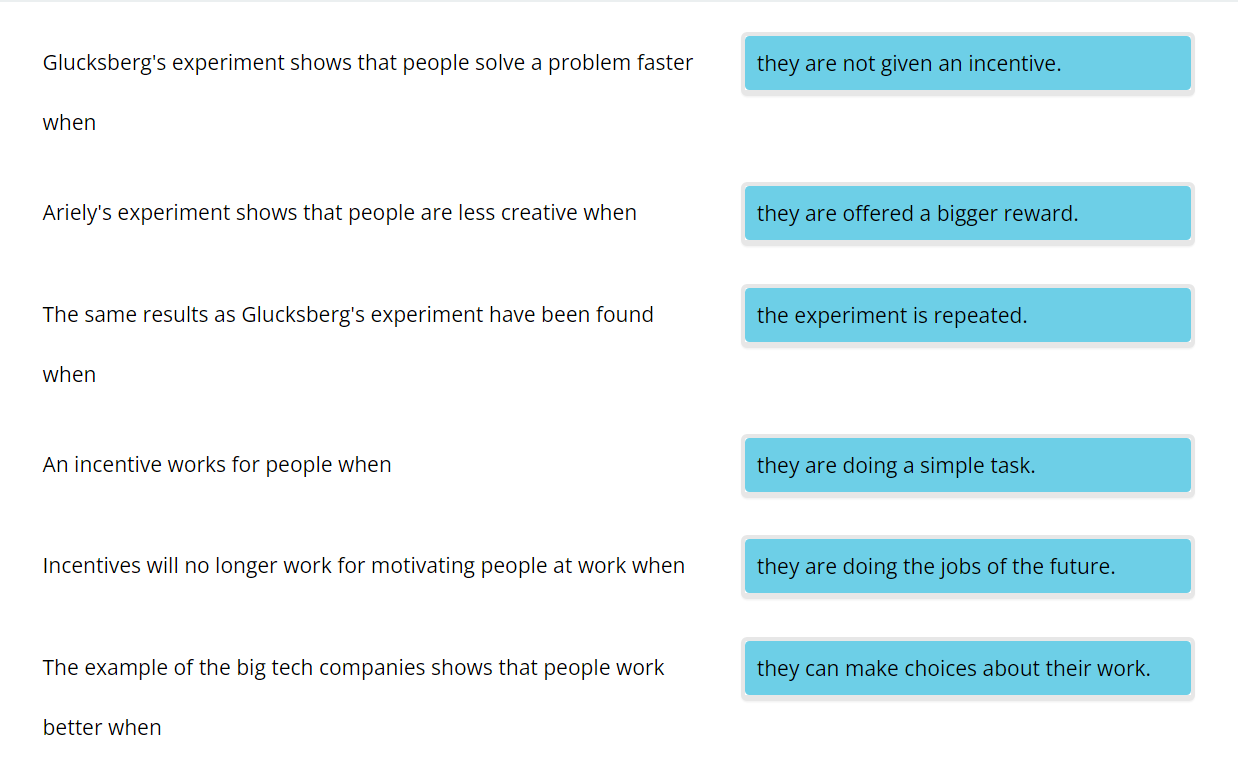 Glucksberg's experiment shows that people solve a problem faster
when
they are not given an incentive.
Ariely's experiment shows that people are less creative when
they are offered a bigger reward.
The same results as Glucksberg's experiment have been found
when
the experiment is repeated.
An incentive works for people when
they are doing a simple task.
Incentives will no longer work for motivating people at work when
they are doing the jobs of the future.
The example of the big tech companies shows that people work
better when
they can make choices about their work.